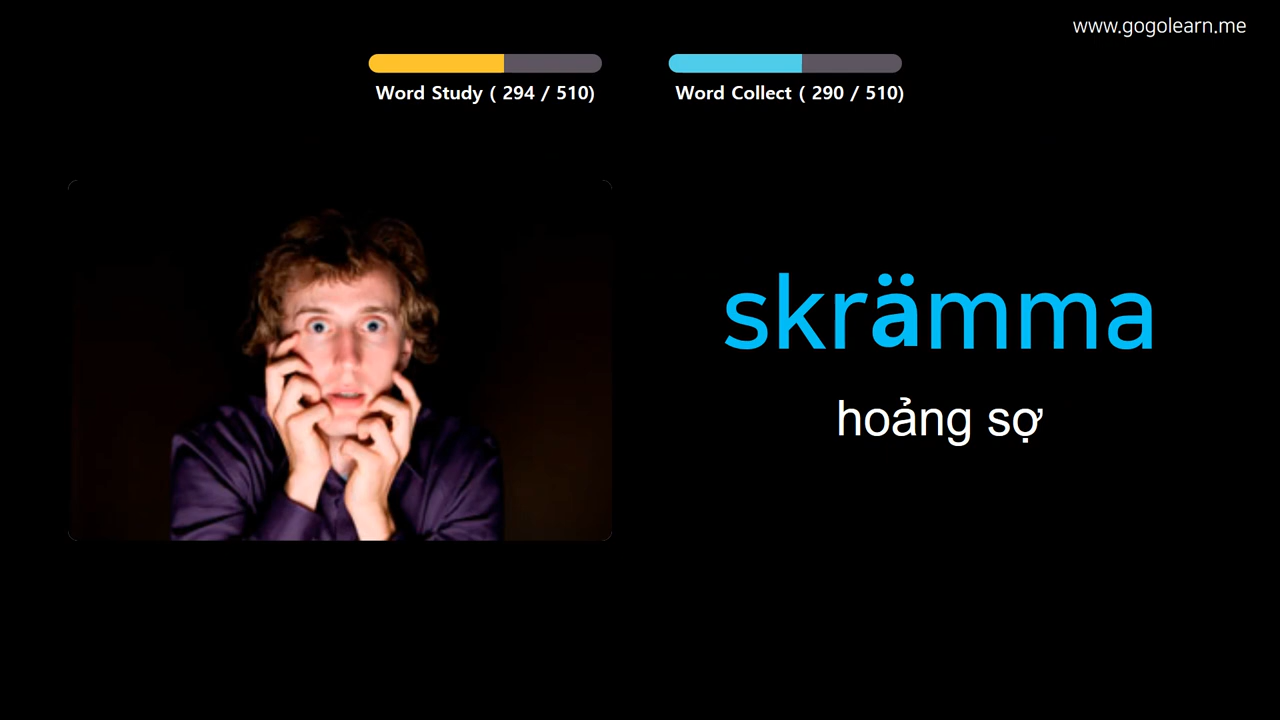 www.gogolearn.me
Word Study ( 294 / 510)
Word Collect ( 290 / 510)
skrämma
hoảng sợ